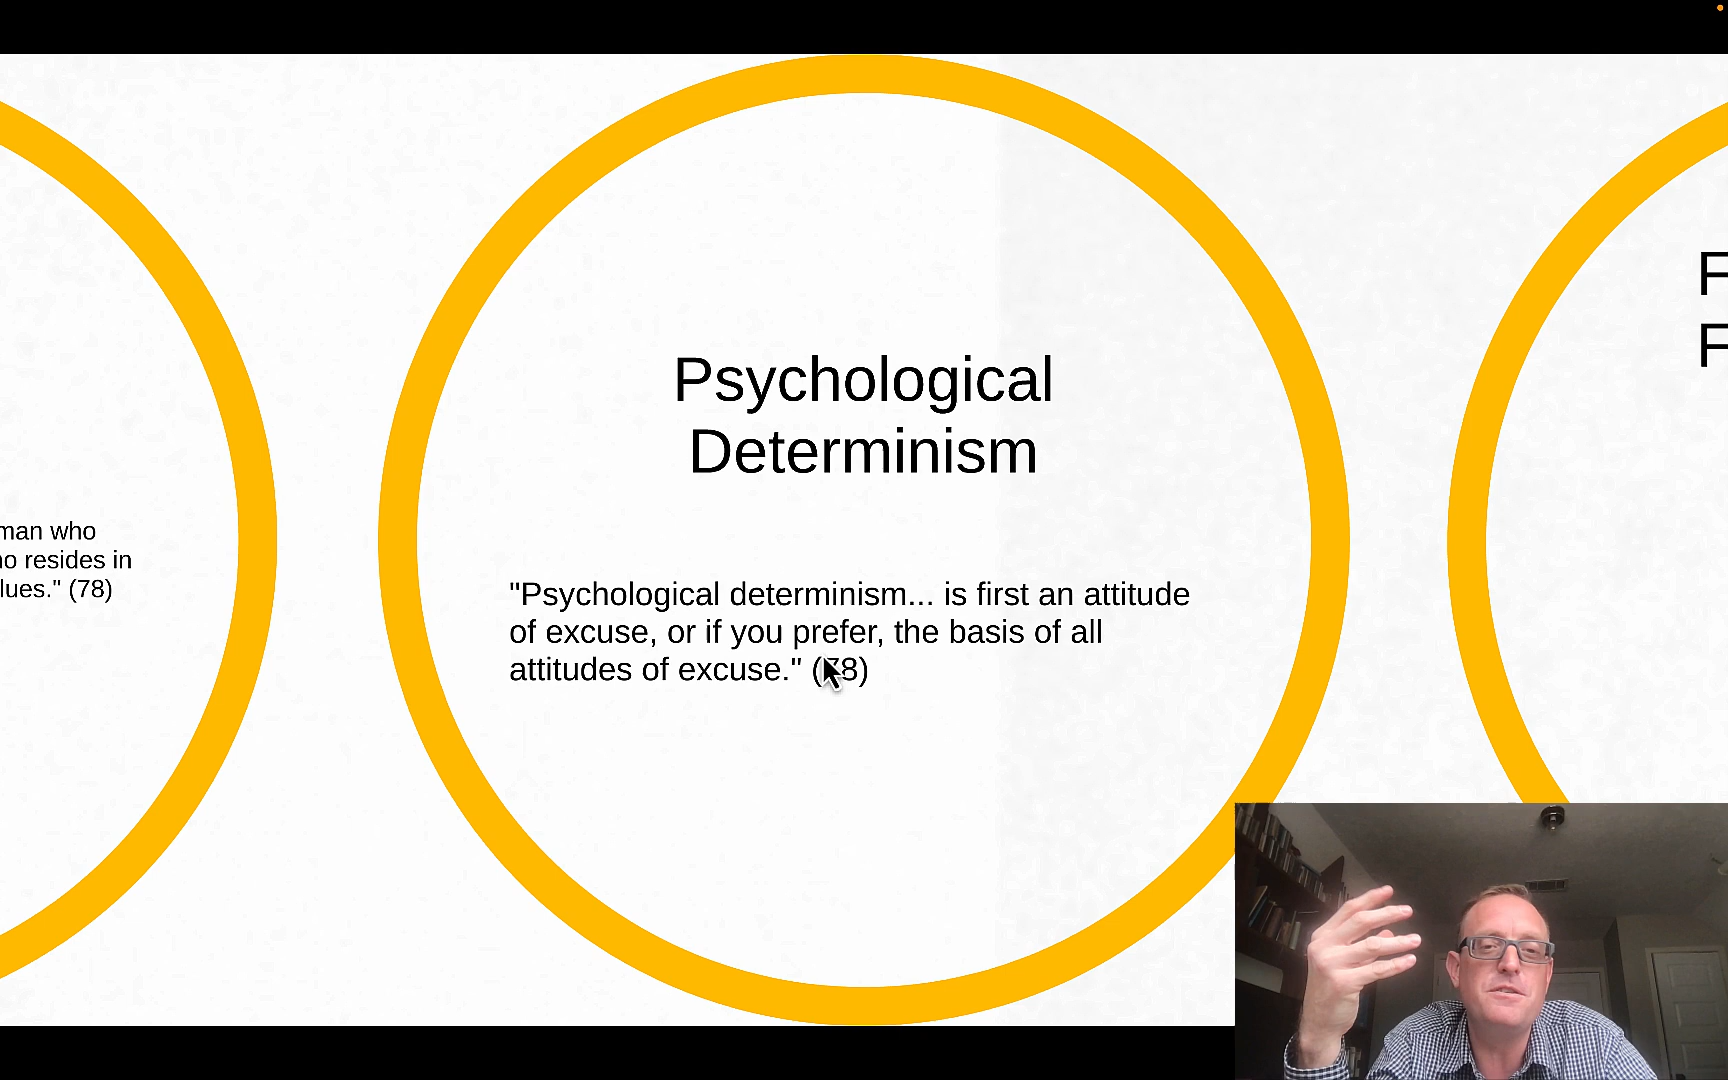 man who
o resides in
lues." (78)
Psychological
Determinism
"Psychological determinism... is first an attitude
of excuse, or if you prefer, the basis of all
attitudes of excuse." (78)
F
F